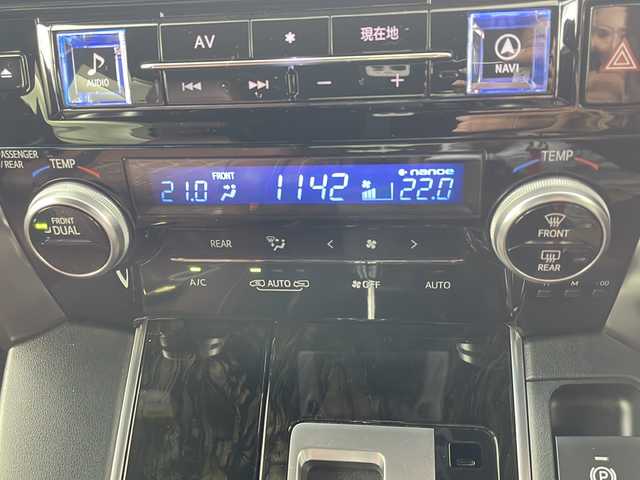 AV
現在地
AUDIO
NAVI
PASSENGER
/ REAR
TEMP
FRONT
nanoe
TEMP
21.0
1142
22.0
FRONT
DUAL
REAR
FRONT
REAR
A/C
AUTO
OFF
AUTO
P